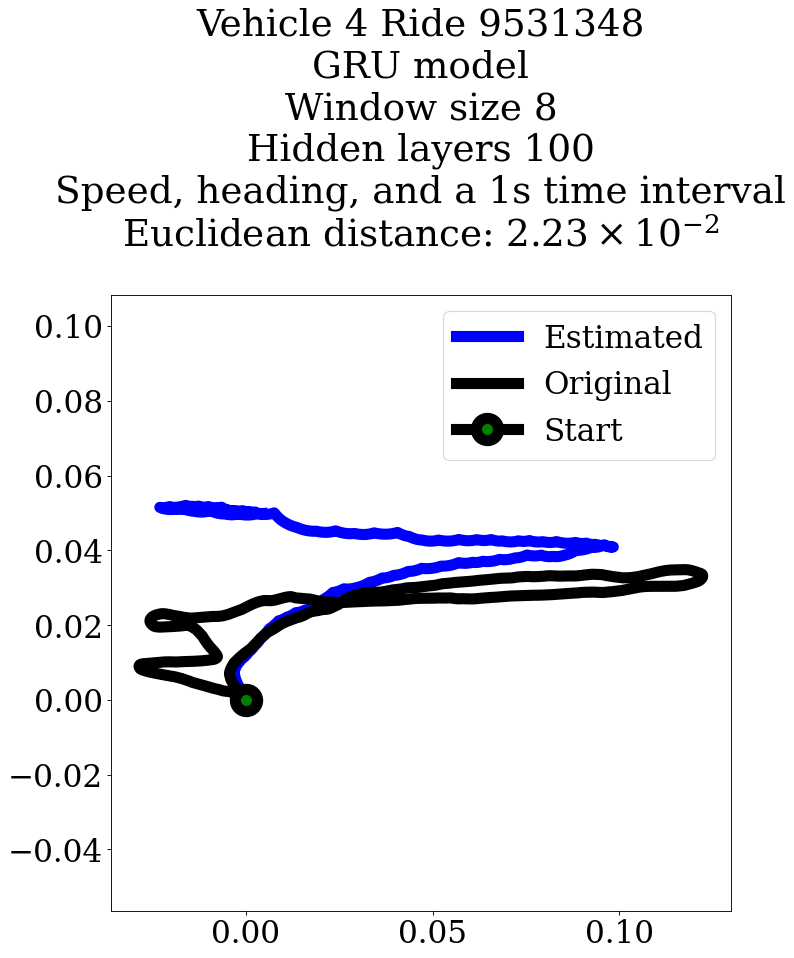 Vehicle 4 Ride 9531348
GRU model
Window size 8
Hidden layers 100
Speed, heading, and a 1s time interval
Euclidean distance: 2.23 × 10⁻²
Estimated
Original
Start
0.10
0.08
0.06
0.04
0.02
0.00
−0.02
−0.04
0.00 0.05 0.10